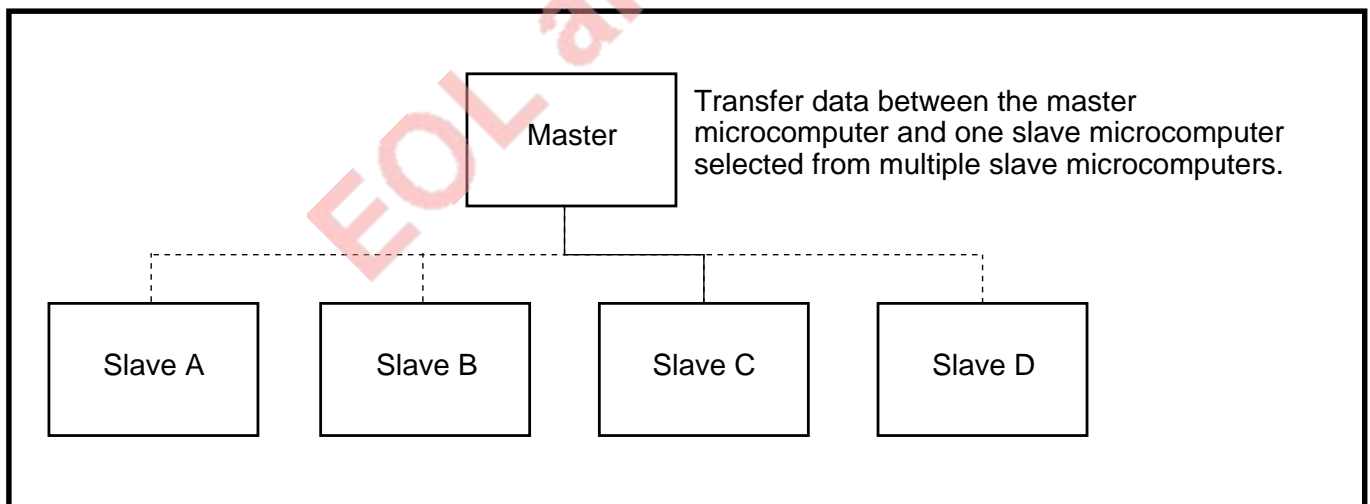 EOL a
Master
Transfer data between the master
microcomputer and one slave microcomputer
selected from multiple slave microcomputers.
Slave A
Slave B
Slave C
Slave D